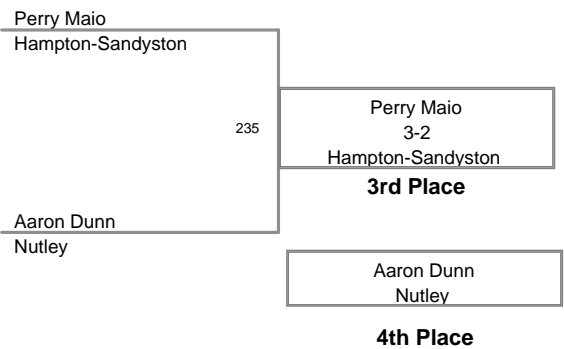 Perry Maio
Hampton-Sandyston
235
Perry Maio
3-2
Hampton-Sandyston
3rd Place
Aaron Dunn
Nutley
Aaron Dunn
Nutley
4th Place